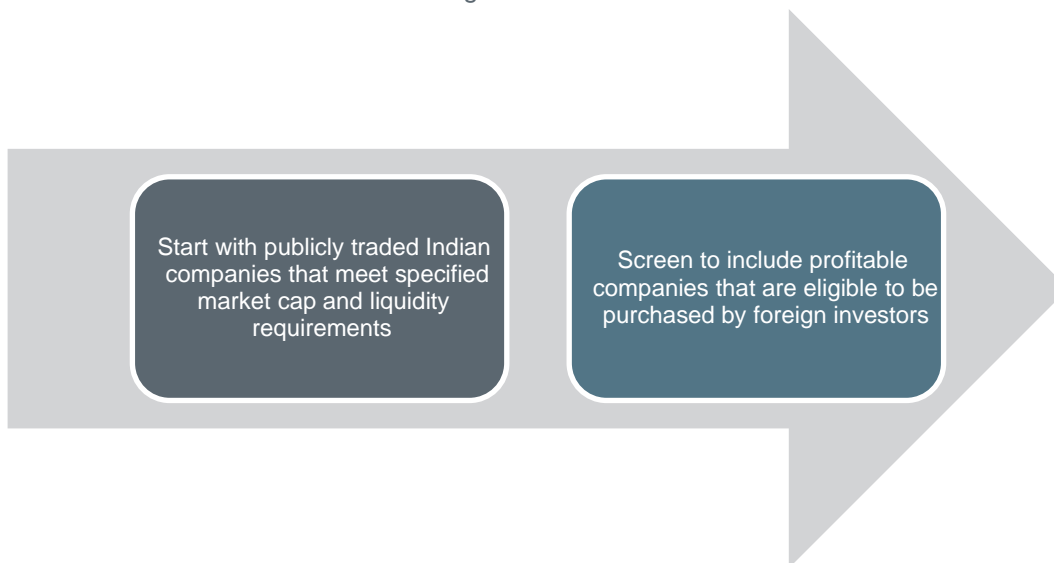 Start with publicly traded Indian
companies that meet specified
market cap and liquidity
requirements
Screen to include profitable
companies that are eligible to be
purchased by foreign investors